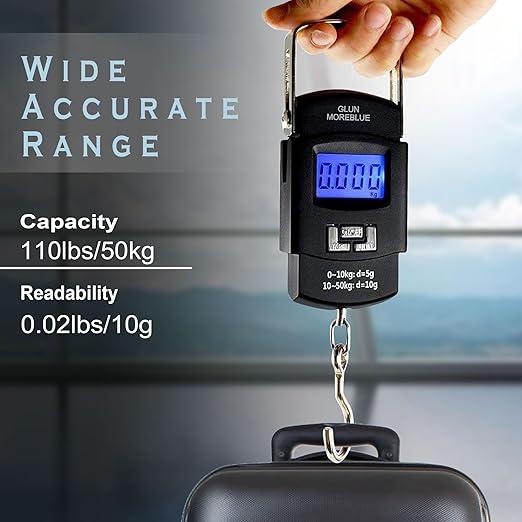 WIDE
ACCURATE
RANGE
Capacity
110lbs/50kg
Readability
0.02lbs/10g
GLUN
MOREBLUE
0.000
Kg
0~10kg: d=5g
10~50kg: d=10g